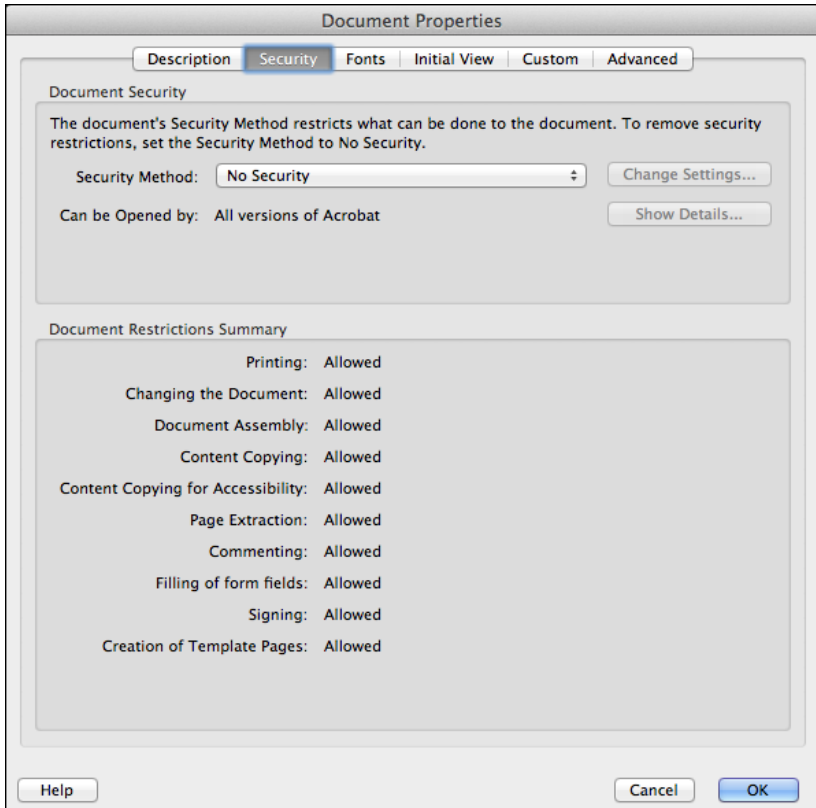 Document Properties
Description Security Fonts Initial View Custom Advanced
Document Security
The document's Security Method restricts what can be done to the document. To remove security
restrictions, set the Security Method to No Security.
Security Method: No Security Change Settings...
Can be Opened by: All versions of Acrobat Show Details...
Document Restrictions Summary
Printing: Allowed
Changing the Document: Allowed
Document Assembly: Allowed
Content Copying: Allowed
Content Copying for Accessibility: Allowed
Page Extraction: Allowed
Commenting: Allowed
Filling of form fields: Allowed
Signing: Allowed
Creation of Template Pages: Allowed
Help Cancel OK